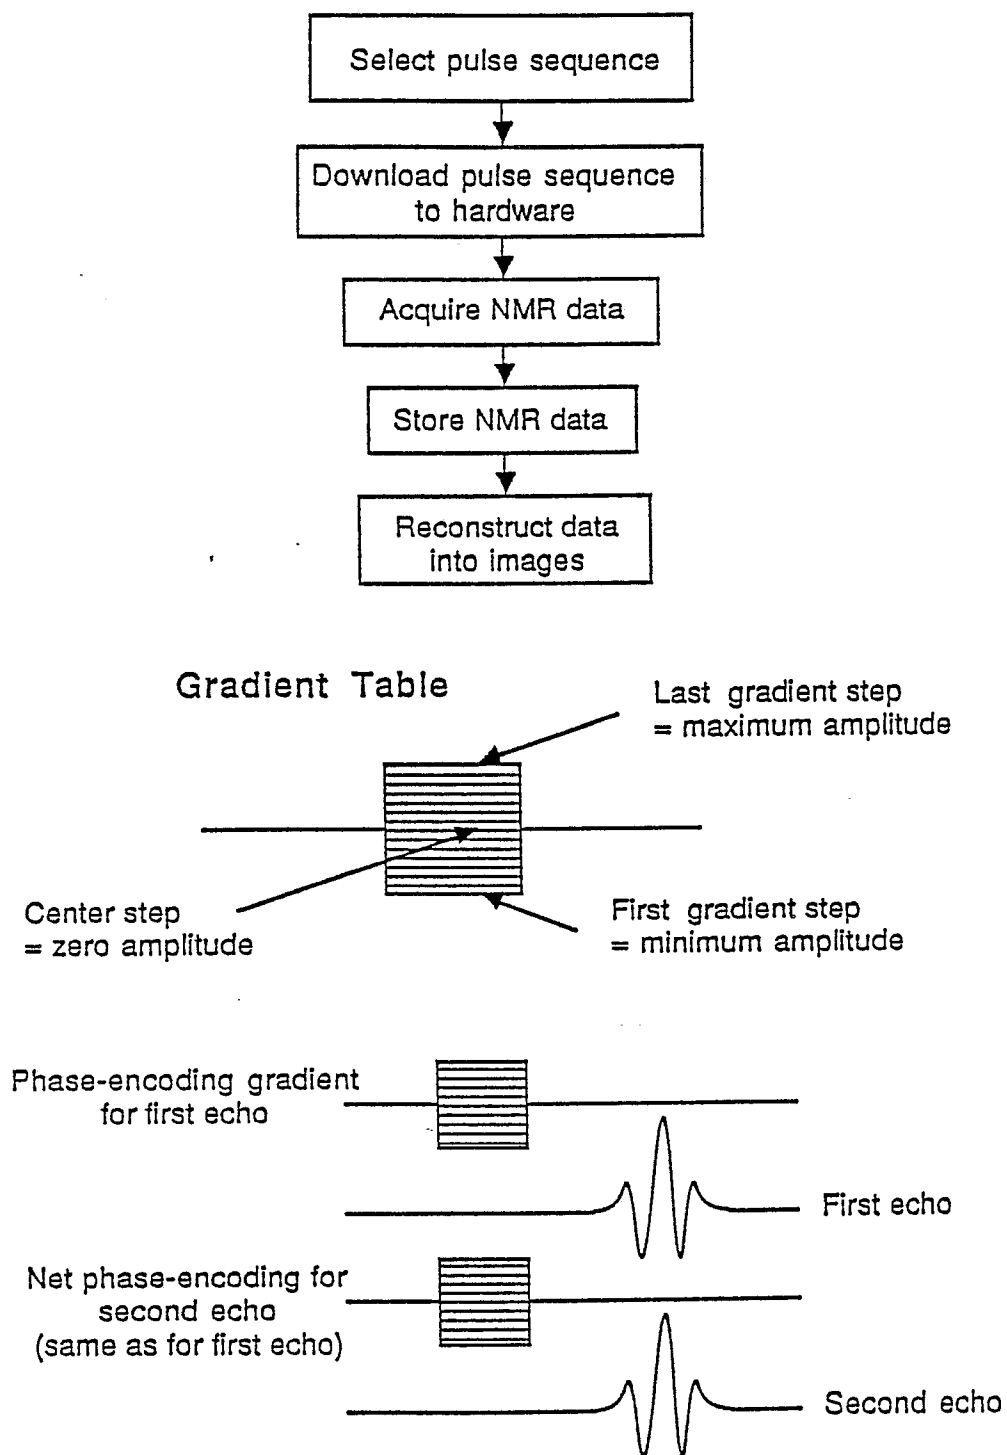 Select pulse sequence
Download pulse sequence
to hardware
Acquire NMR data
Store NMR data
Reconstruct data
into images
Gradient Table
Last gradient step
= maximum amplitude
Center step
= zero amplitude
First gradient step
= minimum amplitude
Phase-encoding gradient
for first echo
First echo
Net phase-encoding for
second echo
(same as for first echo)
Second echo